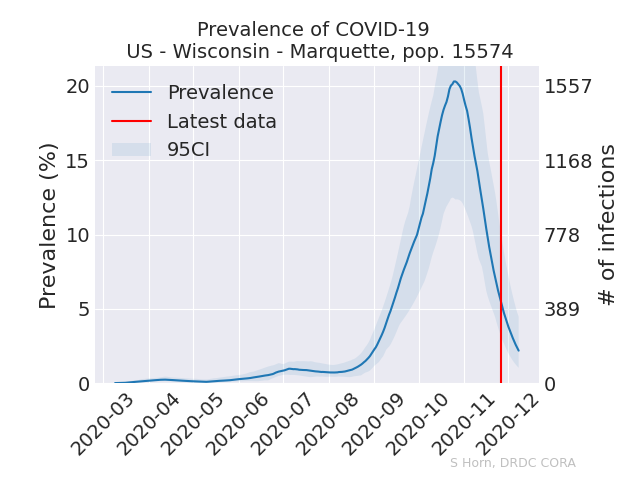 Prevalence of COVID-19
US - Wisconsin - Marquette, pop. 15574
Prevalence
Latest data
95CI
Prevalence (%)
20
15
10
5
0
1557
1168
778
389
0
# of infections
2020-03
2020-04
2020-05
2020-06
2020-07
2020-08
2020-09
2020-10
2020-11
2020-12
S Horn, DRDC CORA